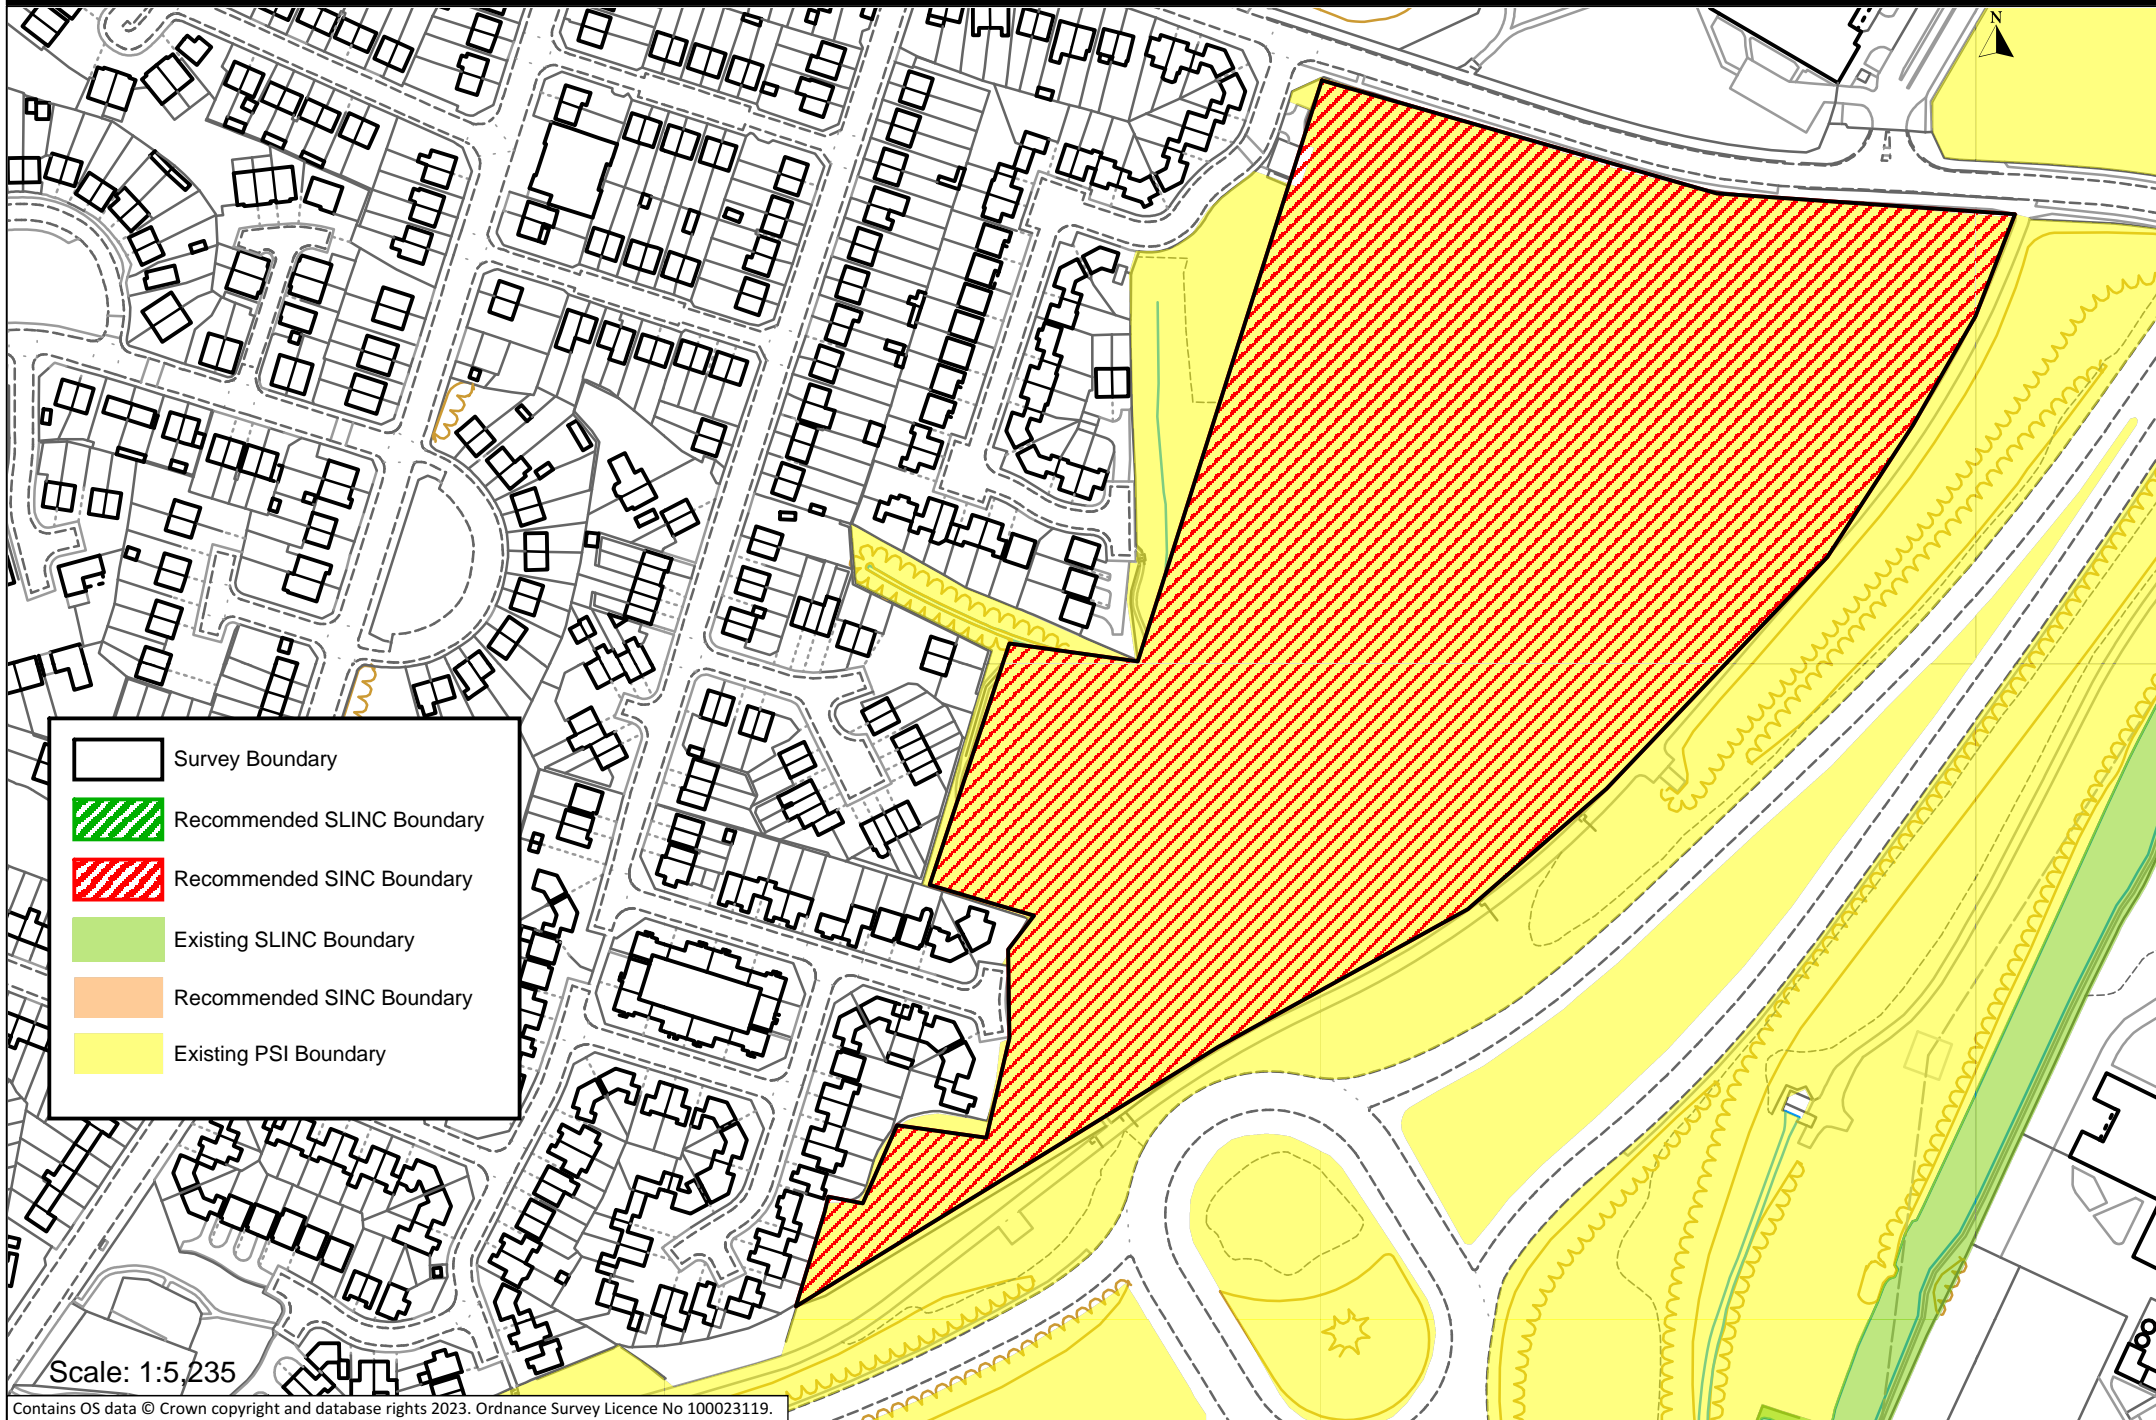 N
Survey Boundary
Recommended SLINC Boundary
Recommended SINC Boundary
Existing SLINC Boundary
Recommended SINC Boundary
Existing PSI Boundary
Scale: 1:5,235
Contains OS data © Crown copyright and database rights 2023. Ordnance Survey Licence No 100023119.